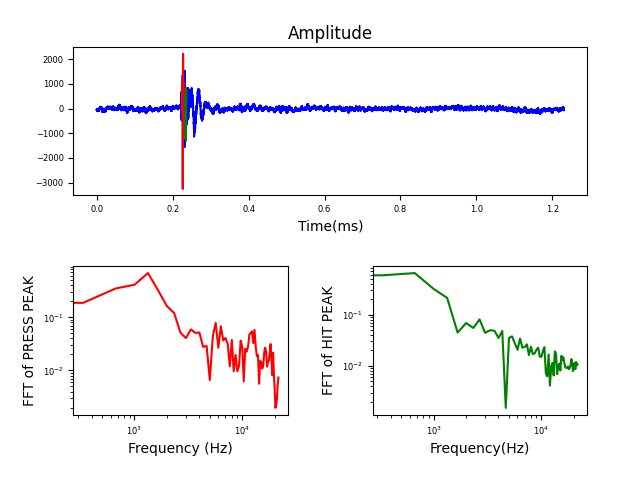 Amplitude
2000
1000
0
−1000
−2000
−3000
0.0 0.2 0.4 0.6 0.8 1.0 1.2
Time(ms)
FFT of PRESS PEAK
10⁻¹
10⁻²
10³ 10⁴
Frequency (Hz)
FFT of HIT PEAK
10⁻¹
10⁻²
10³ 10⁴
Frequency(Hz)